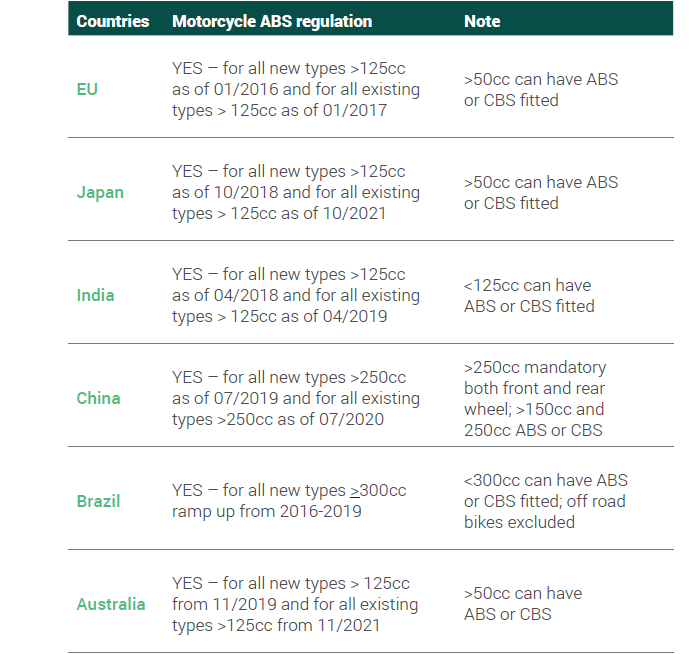 Countries Motorcycle ABS regulation Note
EU
YES – for all new types >125cc
as of 01/2016 and for all existing
types > 125cc as of 01/2017
>50cc can have ABS
or CBS fitted
Japan
YES – for all new types >125cc
as of 10/2018 and for all existing
types > 125cc as of 10/2021
>50cc can have ABS
or CBS fitted
India
YES – for all new types >125cc
as of 04/2018 and for all existing
types > 125cc as of 04/2019
<125cc can have
ABS or CBS fitted
China
YES – for all new types >250cc
as of 07/2019 and for all existing
types >250cc as of 07/2020
>250cc mandatory
both front and rear
wheel; >150cc and
250cc ABS or CBS
Brazil
YES – for all new types ≥300cc
ramp up from 2016-2019
<300cc can have ABS
or CBS fitted; off road
bikes excluded
Australia
YES – for all new types > 125cc
from 11/2019 and for all existing
types >125cc from 11/2021
>50cc can have
ABS or CBS